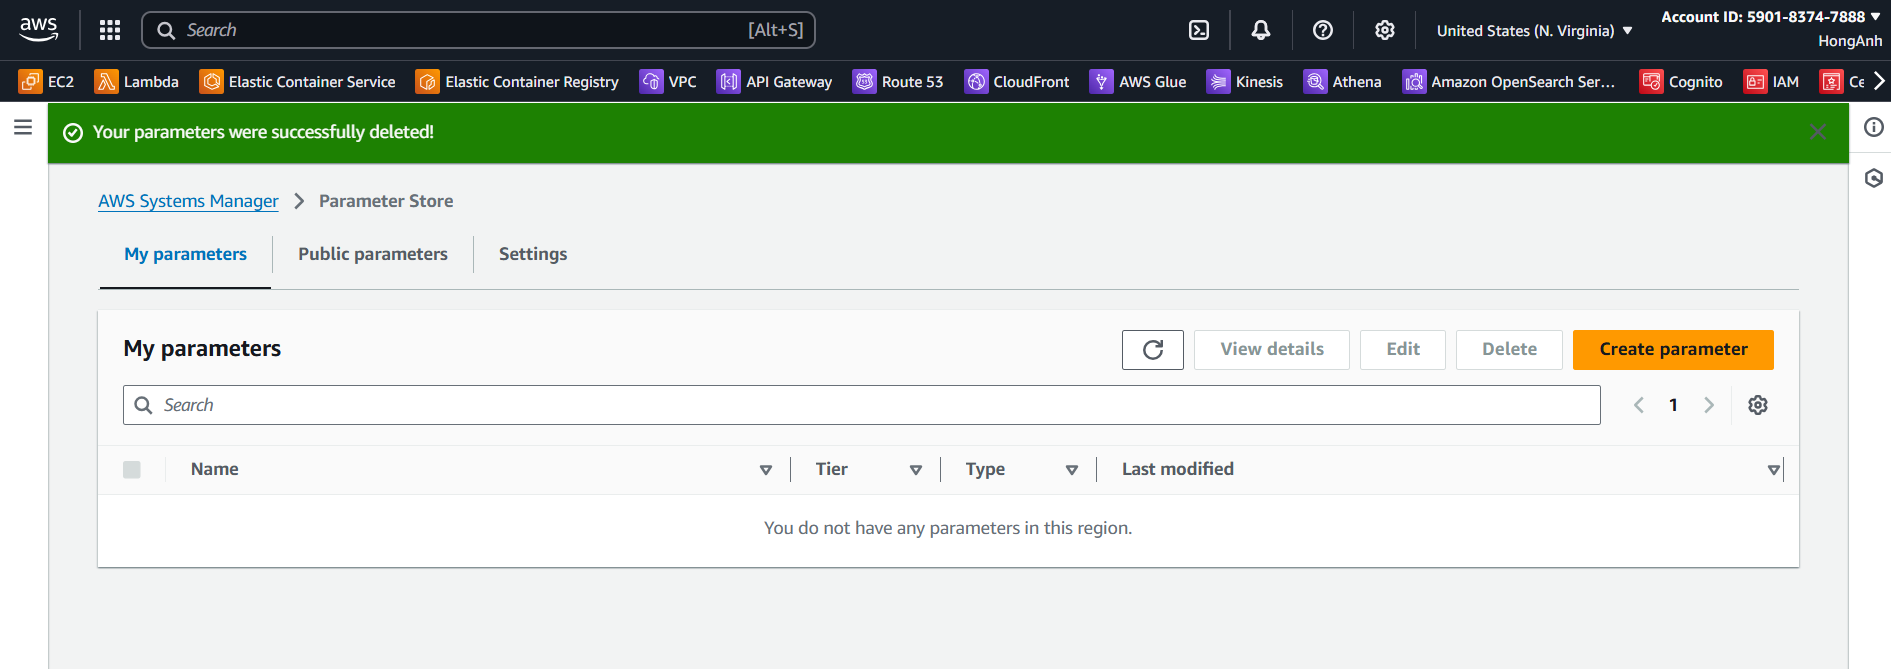 aws
Search [Alt+S]
United States (N. Virginia)
Account ID: 5901-8374-7888
HongAnh
EC2 Lambda Elastic Container Service Elastic Container Registry VPC API Gateway Route 53 CloudFront AWS Glue Kinesis Athena Amazon OpenSearch Ser... Cognito IAM Ce
Your parameters were successfully deleted!
AWS Systems Manager Parameter Store
My parameters Public parameters Settings
My parameters
View details Edit Delete Create parameter
Search
1
Name Tier Type Last modified
You do not have any parameters in this region.